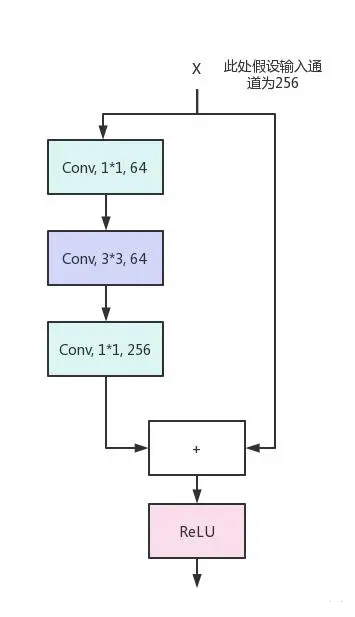 X
此处假设输入通
道为256
Conv, 1*1, 64
Conv, 3*3, 64
Conv, 1*1, 256
+
ReLU